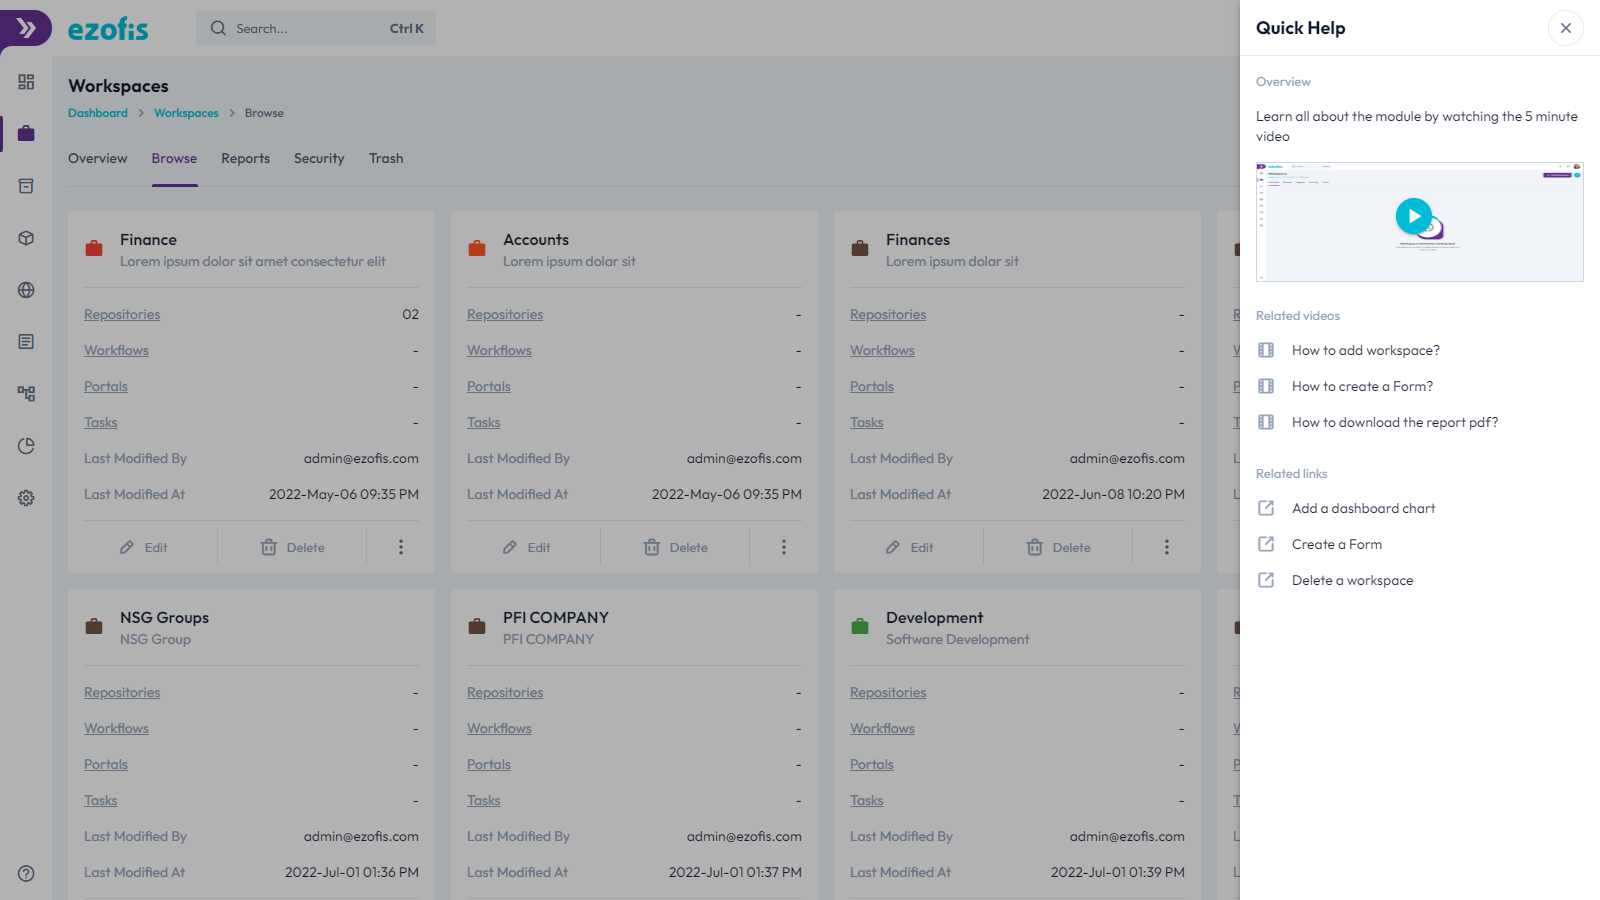 ezofis
Search...
Ctrl K
Workspaces
Dashboard
Workspaces
Browse
Overview
Browse
Reports
Security
Trash
Finance
Lorem ipsum dolor sit amet consectetur elit
Repositories
02
Workflows
-
Portals
-
Tasks
-
Last Modified By
admin@ezofis.com
Last Modified At
2022-May-06 09:35 PM
Edit
Delete
Accounts
Lorem ipsum dolar sit
Repositories
-
Workflows
-
Portals
-
Tasks
-
Last Modified By
admin@ezofis.com
Last Modified At
2022-May-06 09:35 PM
Edit
Delete
Finances
Lorem ipsum dolar sit
Repositories
-
Workflows
-
Portals
-
Tasks
-
Last Modified By
admin@ezofis.com
Last Modified At
2022-Jun-08 10:20 PM
Edit
Delete
NSG Groups
NSG Group
Repositories
-
Workflows
-
Portals
-
Tasks
-
Last Modified By
admin@ezofis.com
Last Modified At
2022-Jul-01 01:36 PM
PFI COMPANY
PFI COMPANY
Repositories
-
Workflows
-
Portals
-
Tasks
-
Last Modified By
admin@ezofis.com
Last Modified At
2022-Jul-01 01:37 PM
Development
Software Development
Repositories
-
Workflows
-
Portals
-
Tasks
-
Last Modified By
admin@ezofis.com
Last Modified At
2022-Jul-01 01:39 PM
Quick Help
Overview
Learn all about the module by watching the 5 minute
video
Related videos
How to add workspace?
How to create a Form?
How to download the report pdf?
Related links
Add a dashboard chart
Create a Form
Delete a workspace